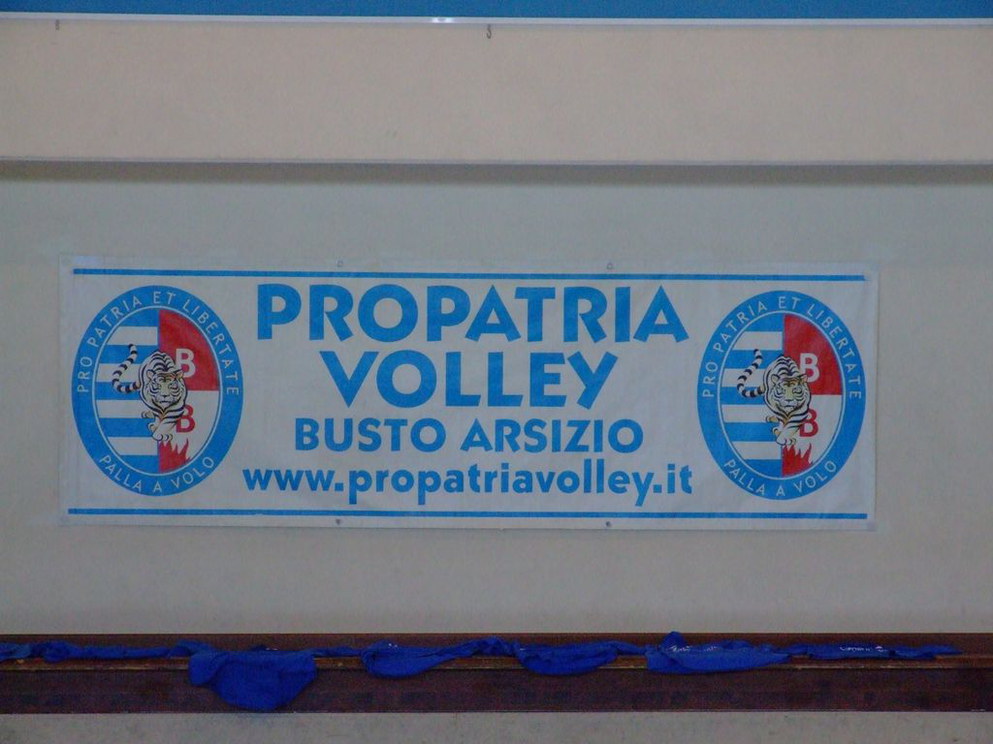 PRO PATRIA ET LIBERTATE
B
B
PALLA A VOLO
PROPATRIA
VOLLEY
BUSTO ARSIZIO
www.propatriavolley.it
PRO PATRIA ET LIBERTATE
B
B
PALLA A VOLO